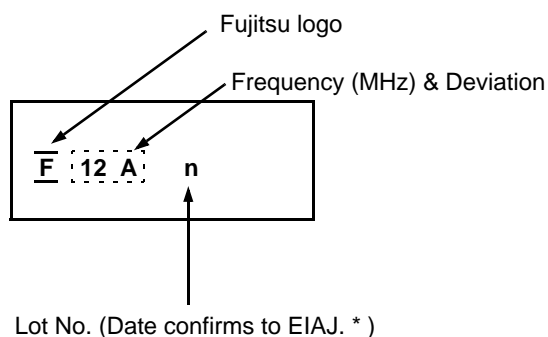 Fujitsu logo
Frequency (MHz) & Deviation
F 12 A n
Lot No. (Date confirms to EIAJ. * )